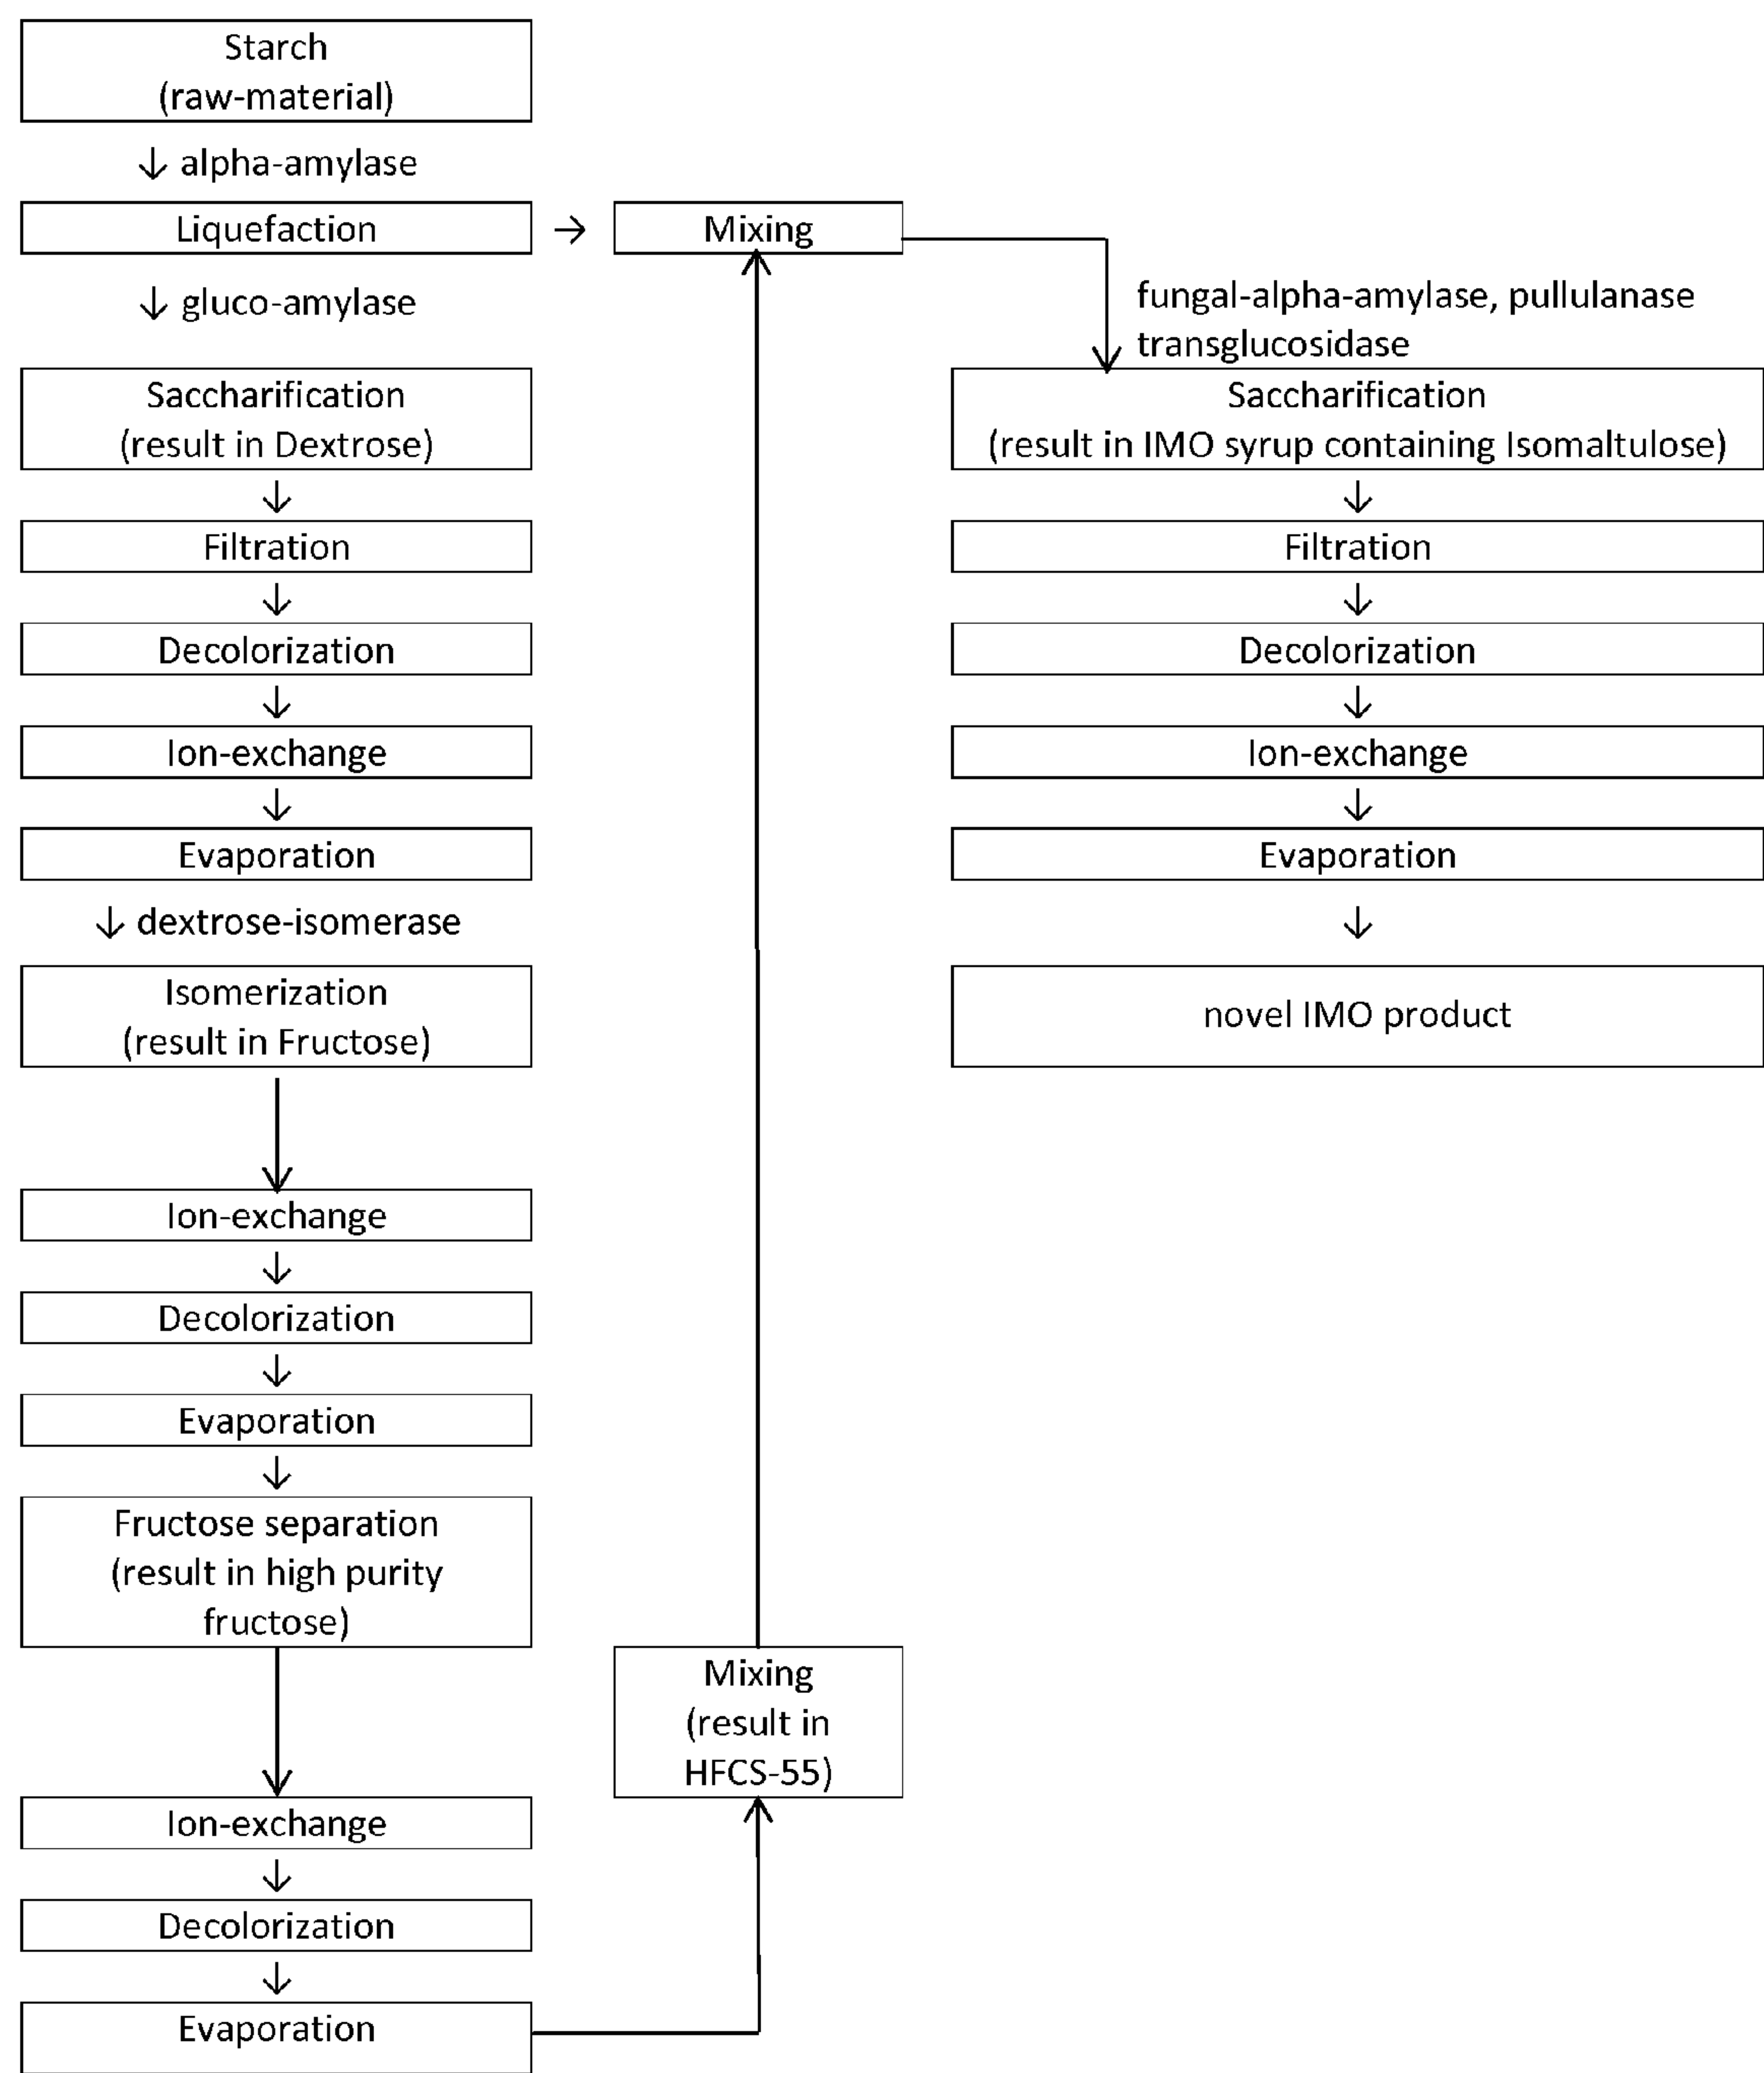 Starch
(raw-material)
↓ alpha-amylase
Liquefaction
→
Mixing
↓ gluco-amylase
fungal-alpha-amylase, pullulanase
transglucosidase
Saccharification
(result in Dextrose)
↓
Filtration
↓
Decolorization
↓
Ion-exchange
↓
Evaporation
↓ dextrose-isomerase
Isomerization
(result in Fructose)
Ion-exchange
↓
Decolorization
↓
Evaporation
↓
Fructose separation
(result in high purity
fructose)
Ion-exchange
↓
Decolorization
↓
Evaporation
Mixing
(result in
HFCS-55)
Saccharification
(result in IMO syrup containing Isomaltulose)
↓
Filtration
↓
Decolorization
↓
Ion-exchange
↓
Evaporation
↓
novel IMO product